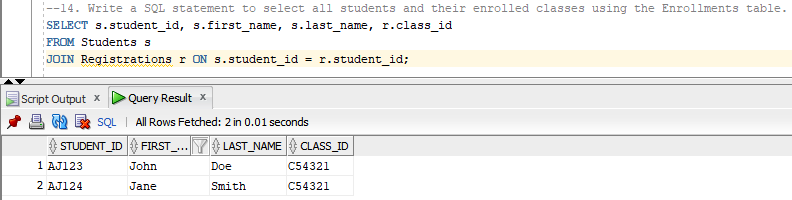 --14. Write a SQL statement to select all students and their enrolled classes using the Enrollments table.
SELECT s.student_id, s.first_name, s.last_name, r.class_id
FROM Students s
JOIN Registrations r ON s.student_id = r.student_id;
Script Output x Query Result x
SQL | All Rows Fetched: 2 in 0.01 seconds
STUDENT_ID FIRST_... LAST_NAME CLASS_ID
1 AJ123 John Doe C54321
2 AJ124 Jane Smith C54321